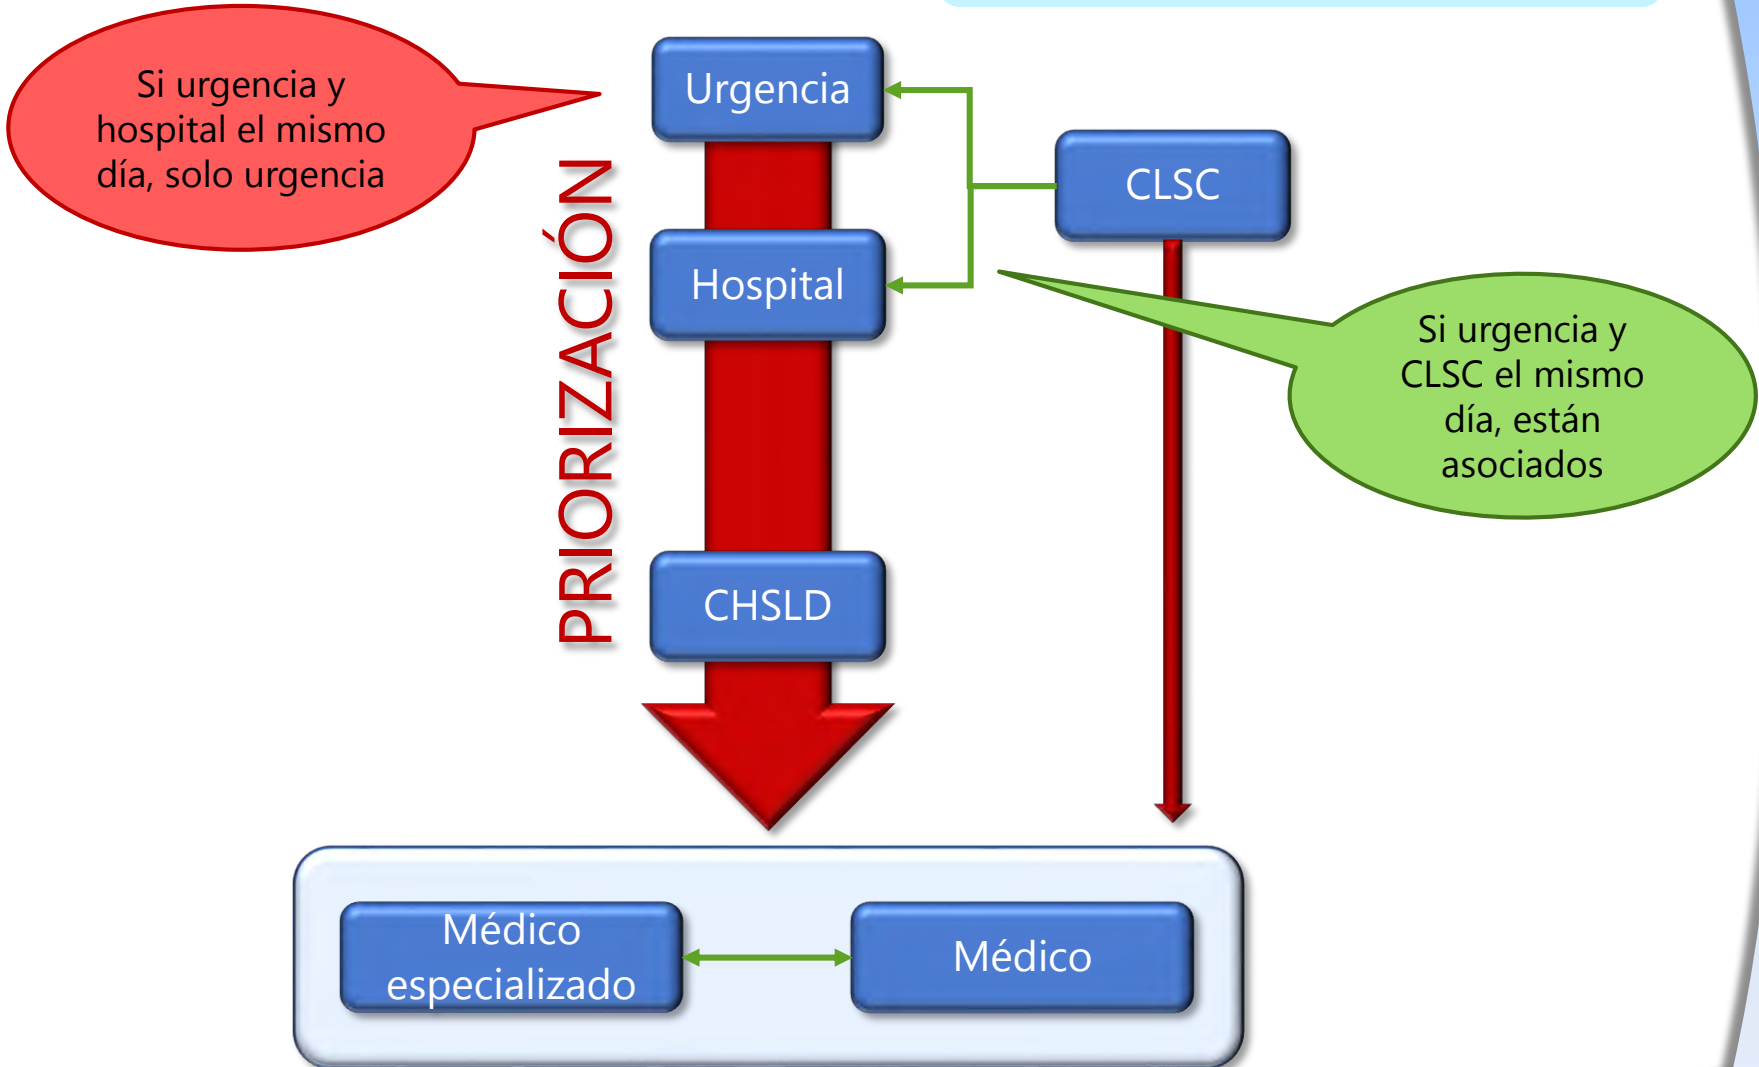 Si urgencia y
hospital el mismo
día, solo urgencia
Urgencia
CLSC
PRIORIZACIÓN
Hospital
Si urgencia y
CLSC el mismo
día, están
asociados
CHSLD
Médico
especializado
Médico